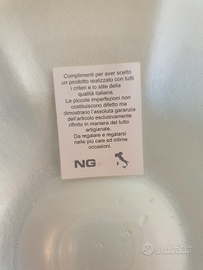 Complimenti per aver scelto
un prodotto realizzato con tutti
i criteri e lo stile della
qualità italiana.
Le piccole imperfezioni non
costituiscono difetto ma
dimostrano l'assoluta garanzia
dell'articolo esclusivamente
rifinito in maniera del tutto
artigianale.
Da regalare e regalarsi
nelle più care ed intime
occasioni.
NG
subito